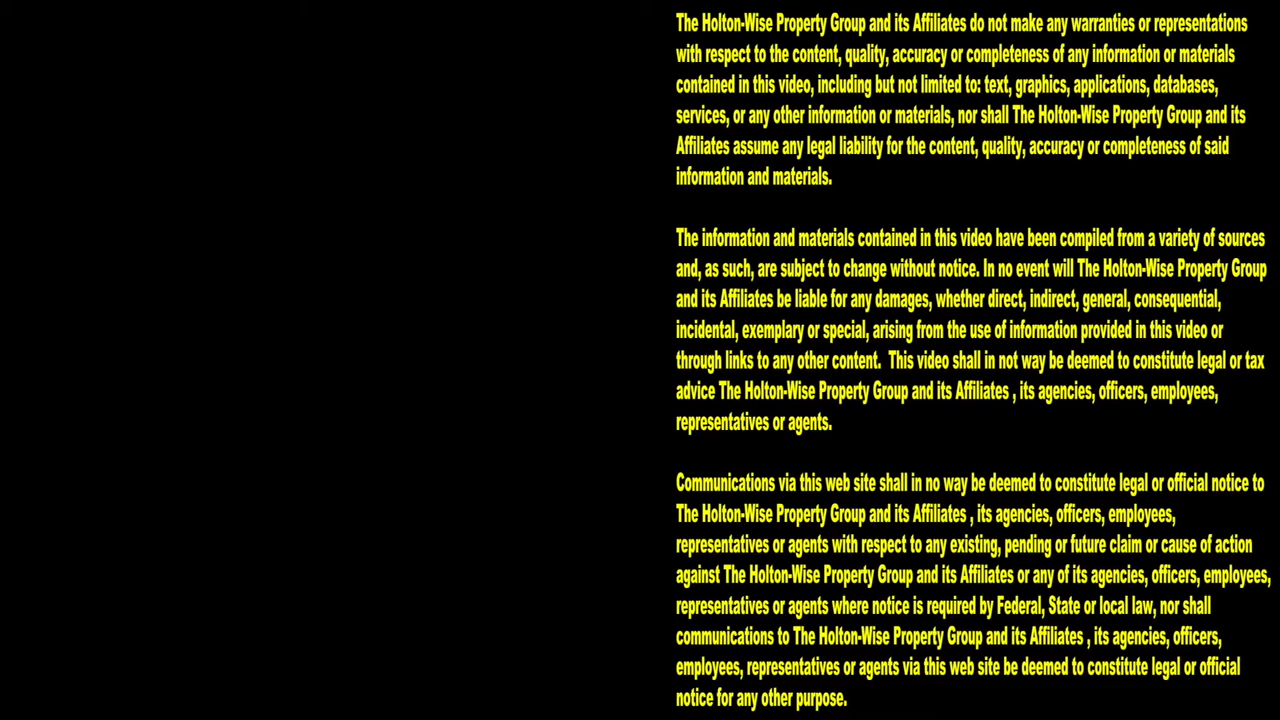 The Holton-Wise Property Group and its Affiliates do not make any warranties or representations
with respect to the content, quality, accuracy or completeness of any information or materials
contained in this video, including but not limited to: text, graphics, applications, databases,
services, or any other information or materials, nor shall The Holton-Wise Property Group and its
Affiliates assume any legal liability for the content, quality, accuracy or completeness of said
information and materials.
The information and materials contained in this video have been compiled from a variety of sources
and, as such, are subject to change without notice. In no event will The Holton-Wise Property Group
and its Affiliates be liable for any damages, whether direct, indirect, general, consequential,
incidental, exemplary or special, arising from the use of information provided in this video or
through links to any other content. This video shall in not way be deemed to constitute legal or tax
advice The Holton-Wise Property Group and its Affiliates , its agencies, officers, employees,
representatives or agents.
Communications via this web site shall in no way be deemed to constitute legal or official notice to
The Holton-Wise Property Group and its Affiliates , its agencies, officers, employees,
representatives or agents with respect to any existing, pending or future claim or cause of action
against The Holton-Wise Property Group and its Affiliates or any of its agencies, officers, employees,
representatives or agents where notice is required by Federal, State or local law, nor shall
communications to The Holton-Wise Property Group and its Affiliates , its agencies, officers,
employees, representatives or agents via this web site be deemed to constitute legal or official
notice for any other purpose.